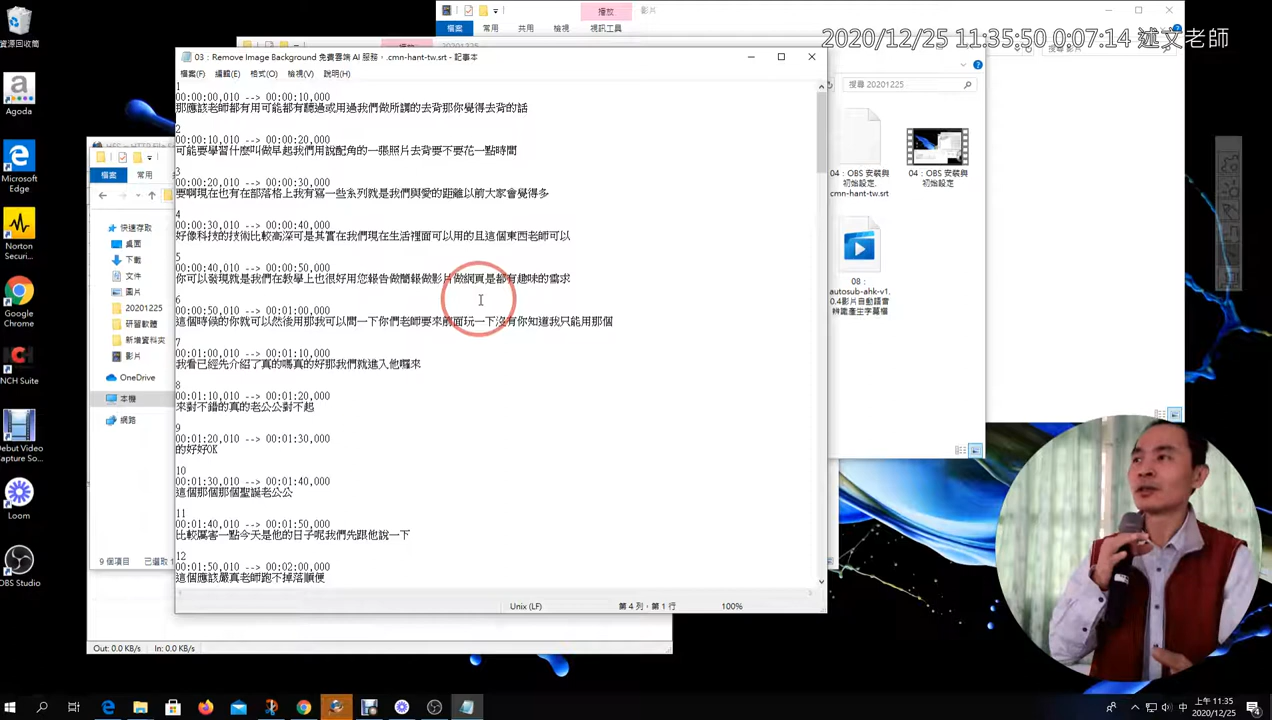 播放
影片
檔案
常用
共用
檢視
視訊工具
2020/12/25 11:35:50 0:07:14 述文老師
資源回收筒
03：Remove Image Background 免費雲端 AI 服務，.cmn-hant-tw.srt - 記事本
檔案(F) 編輯(E) 格式(O) 檢視(V) 說明(H)
搜尋 20201225
1
00:00:00,010 --> 00:00:10,000
那應該老師都有用可能都有聽過或用過我們做所謂的去背那你覺得去背的話
2
00:00:10,010 --> 00:00:20,000
可能要學習什麼叫做早起我們用說配角的一張照片去背要不要花一點時間
3
00:00:20,010 --> 00:00:30,000
要啊現在也有在部落格上我有寫一些系列就是我們與愛的距離以前大家會覺得多
4
00:00:30,010 --> 00:00:40,000
好像科技的技術比較高深可是其實在我們現在生活裡面可以用的且這個東西老師可以
5
00:00:40,010 --> 00:00:50,000
你可以發現就是我們在教學上也很好用您報告做簡報做影片做網頁是都有趣味的需求
6
00:00:50,010 --> 00:01:00,000
這個時候的你就可以然後用那我可以問一下你們老師要來前面玩一下沒有你知道我只能用那個
7
00:01:00,010 --> 00:01:10,000
我看已經先介紹了真的嗎真的好那我們就進入他囉來
8
00:01:10,010 --> 00:01:20,000
來對不錯的真的老公公對不起
9
00:01:20,010 --> 00:01:30,000
的好好OK
10
00:01:30,010 --> 00:01:40,000
這個那個那個聖誕老公公
11
00:01:40,010 --> 00:01:50,000
比較厲害一點今天是他的日子呢我們先跟他說一下
12
00:01:50,010 --> 00:02:00,000
這個應該嚴真老師跑不掉落順便
Unix (LF)
第 4 列，第 1 行
100%
04：OBS 安裝與
初始設定.
cmn-hant-tw.srt
04：OBS 安裝與
初始設定
08：
autosub-ahk-v1.
0.4影片自動語音
辨識產生字幕檔
檔案
常用
快速存取
桌面
下載
文件
圖片
20201225
研習軟體
新增資料夾
影片
OneDrive
本機
網路
9 個項目
Out: 0.0 KB/s In: 0.0 KB/s
Agoda
Microsoft
Edge
Norton
Securi...
Google
Chrome
NCH Suite
Debut Video
Capture So...
Loom
OBS Studio
中
上午 11:35
2020/12/25
4